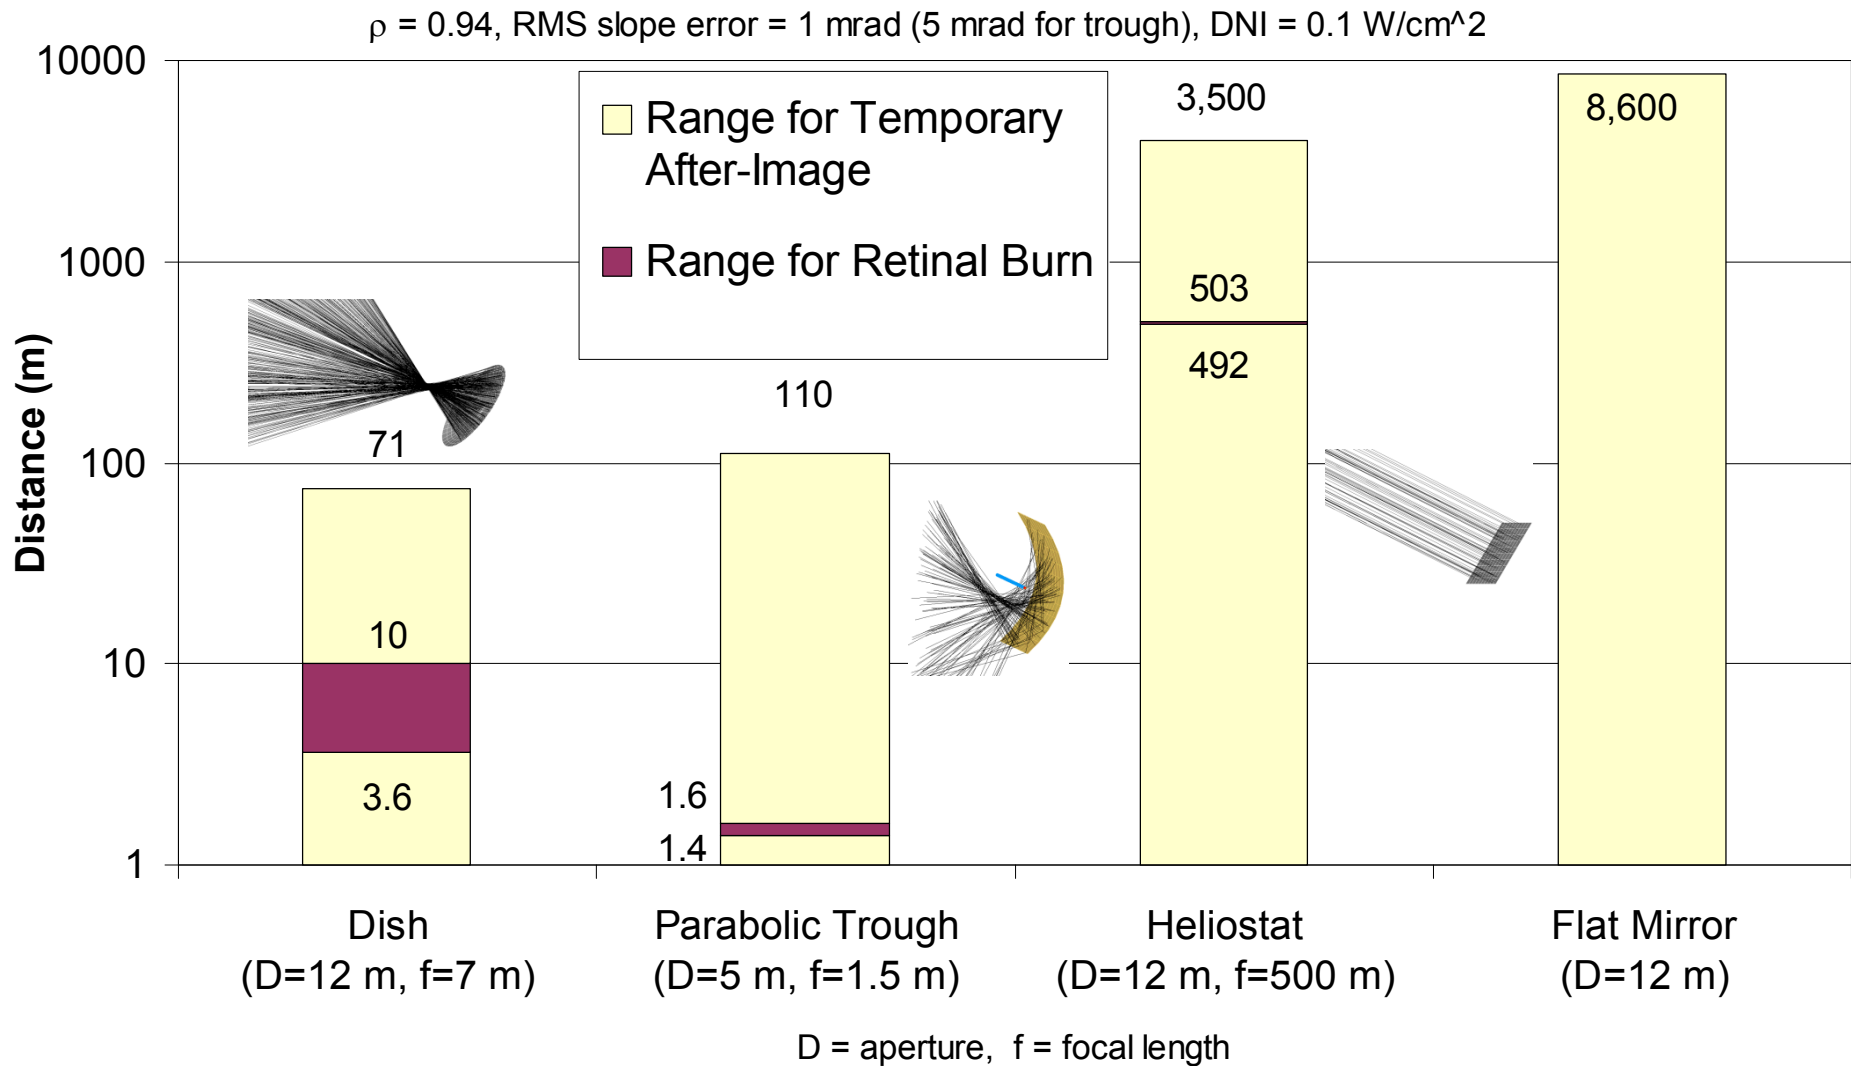 ρ = 0.94, RMS slope error = 1 mrad (5 mrad for trough), DNI = 0.1 W/cm^2
Distance (m)
10000
1000
100
10
1
Range for Temporary
After-Image
Range for Retinal Burn
71
10
3.6
110
1.6
1.4
3,500
503
492
8,600
Dish
(D=12 m, f=7 m)
Parabolic Trough
(D=5 m, f=1.5 m)
Heliostat
(D=12 m, f=500 m)
Flat Mirror
(D=12 m)
D = aperture, f = focal length